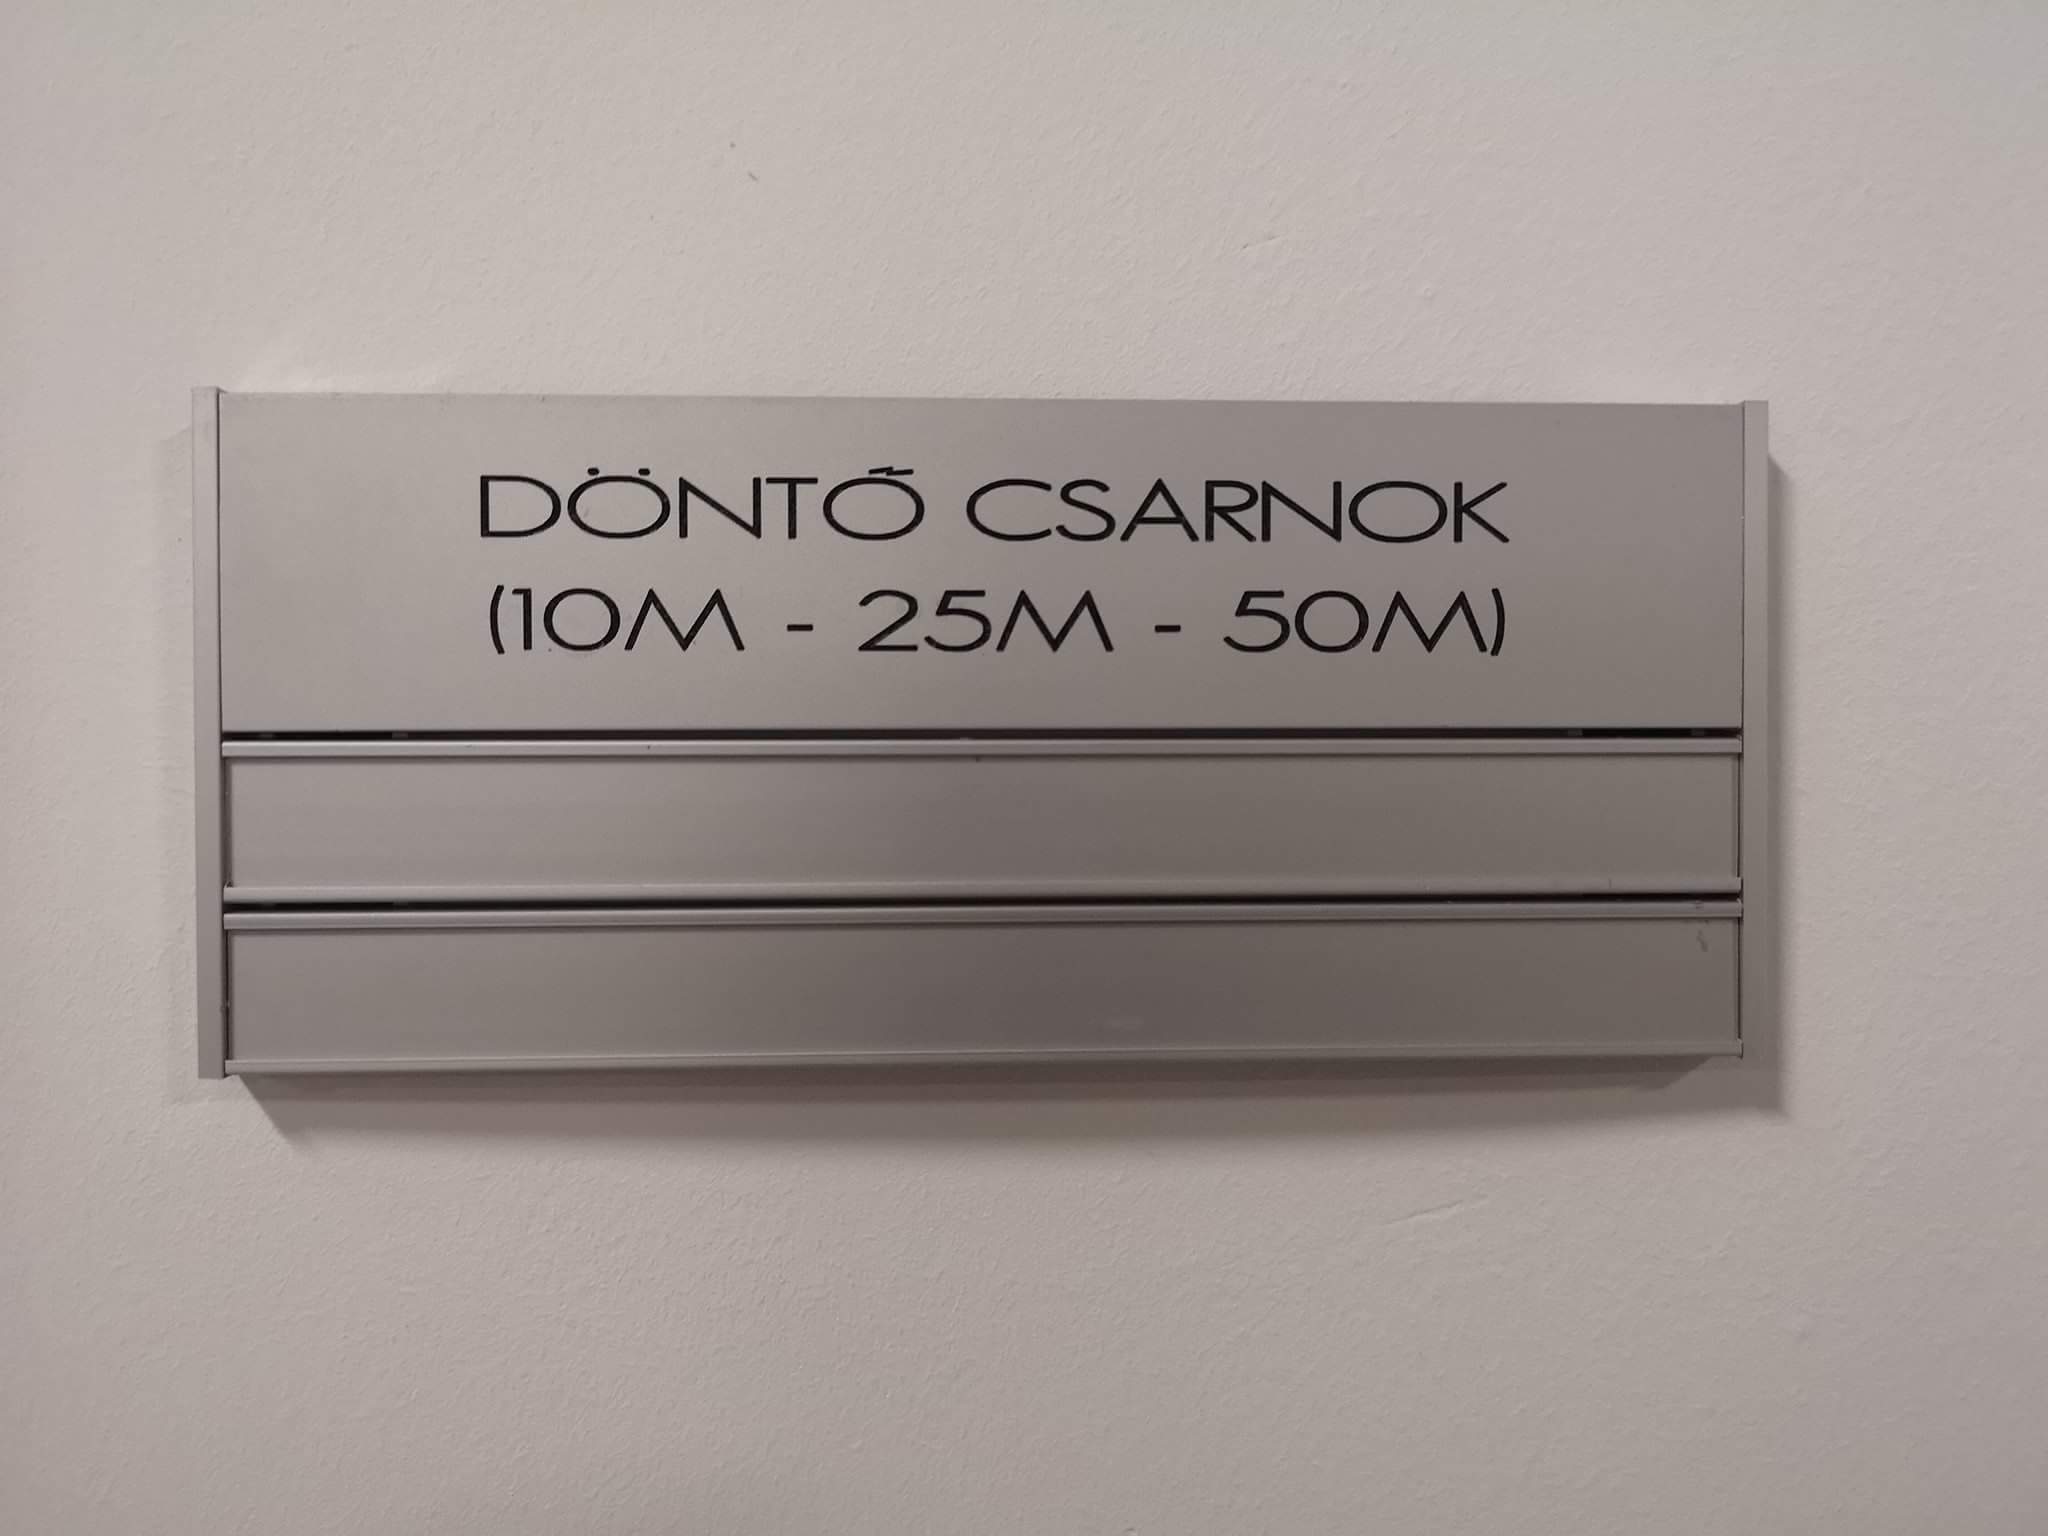 DÖNTŐ CSARNOK
(10M - 25M - 50M)